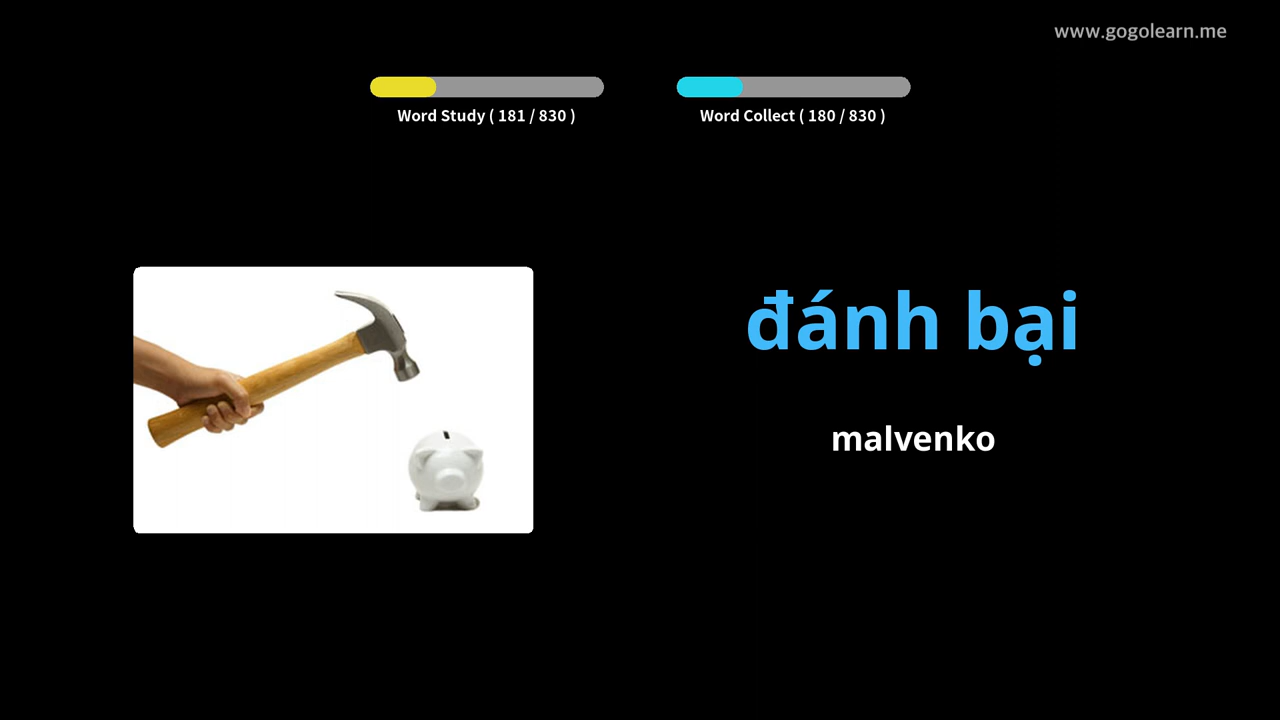 www.gogolearn.me
Word Study ( 181 / 830 )
Word Collect ( 180 / 830 )
đánh bại
malvenko